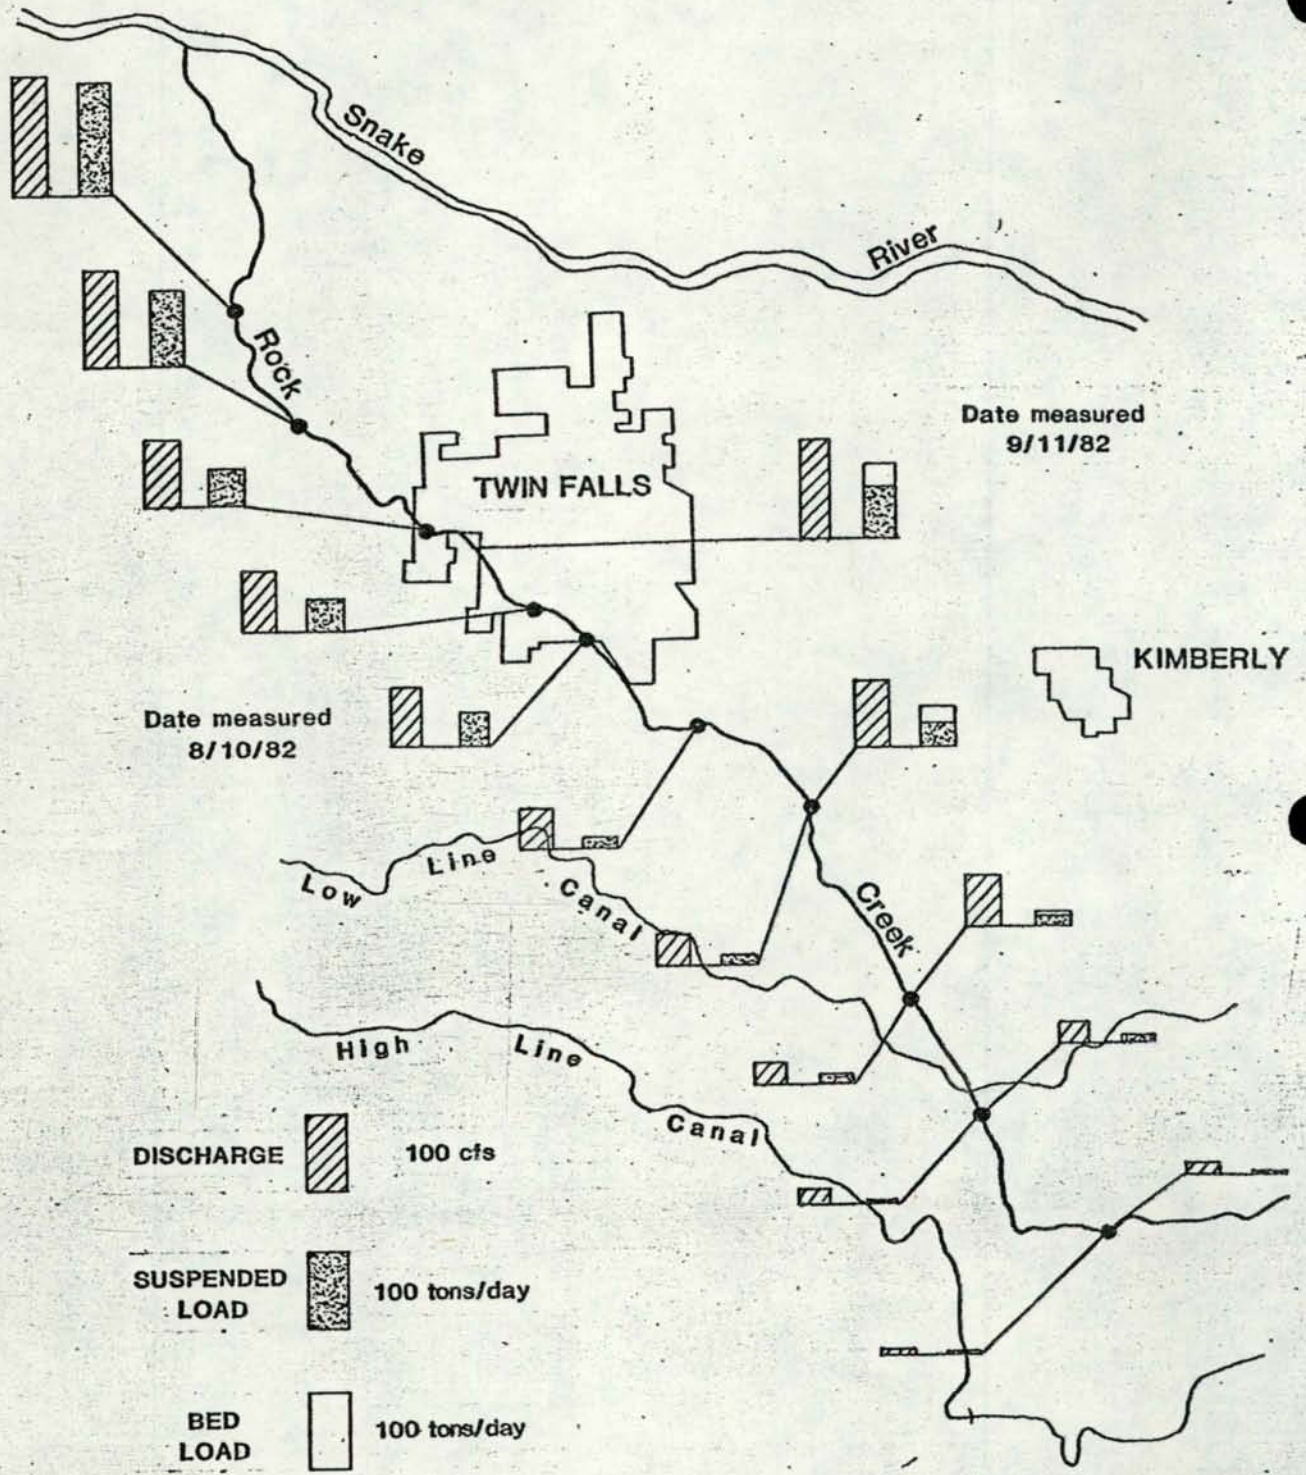 Snake
River
Rock
Date measured
9/11/82
TWIN FALLS
KIMBERLY
Date measured
8/10/82
Low Line Canal
Creek
High Line Canal
DISCHARGE 100 cfs
SUSPENDED
LOAD
100 tons/day
BED
LOAD
100 tons/day